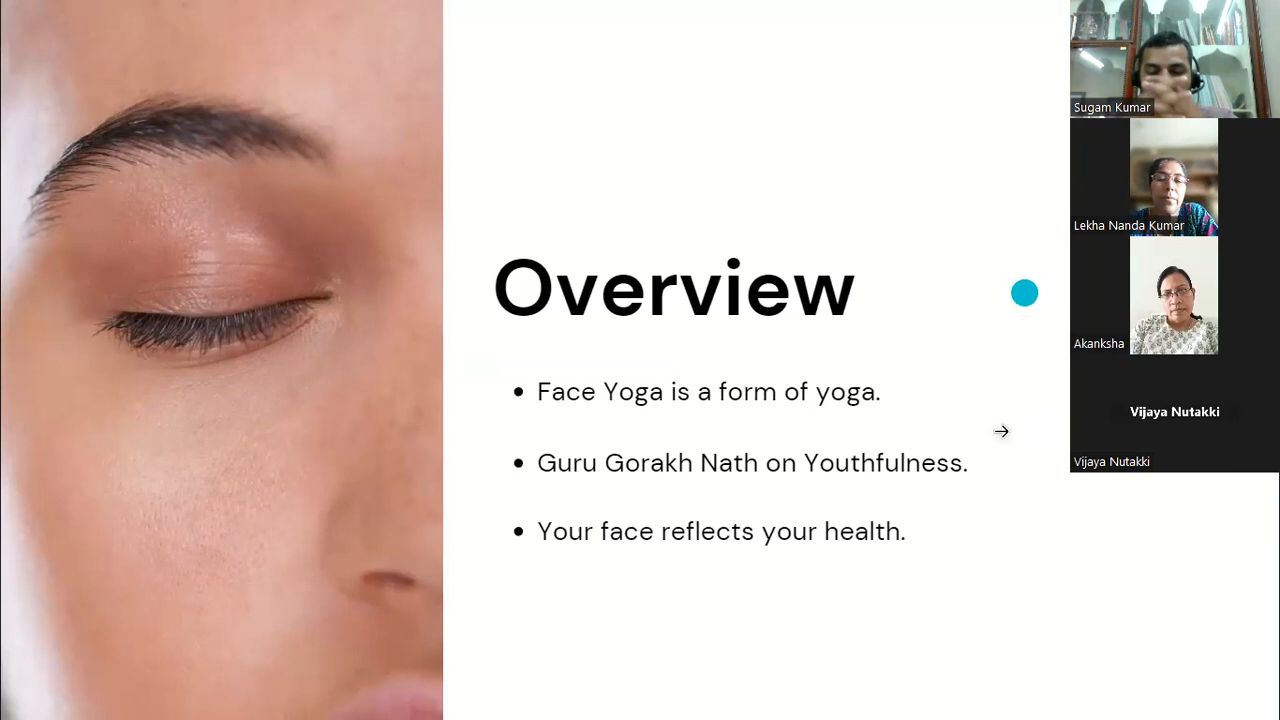 Overview
Face Yoga is a form of yoga.
Guru Gorakh Nath on Youthfulness.
Your face reflects your health.
Sugam Kumar
Lekha Nanda Kumar
Akanksha
Vijaya Nutakki
Vijaya Nutakki